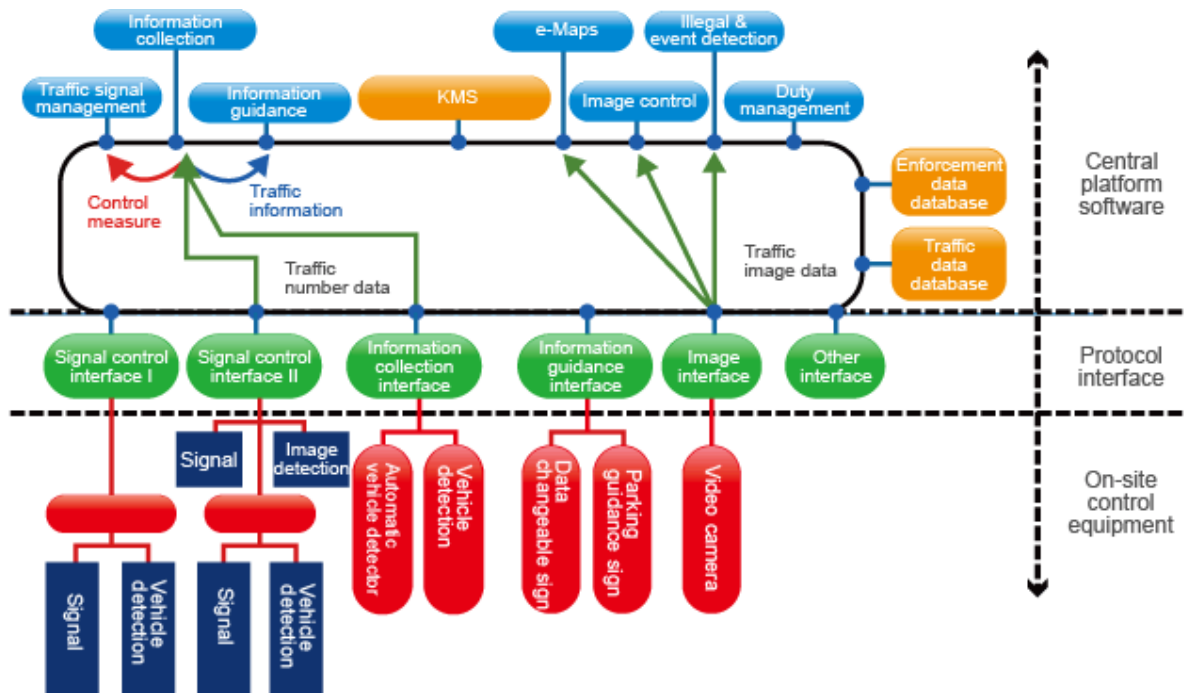 Information
collection
e-Maps
Illegal &
event detection
Traffic signal
management
Information
guidance
KMS
Image control
Duty
management
Control
measure
Traffic
information
Enforcement
data
database
Central
platform
software
Traffic
number data
Traffic
image data
Traffic
data
database
Signal control
interface I
Signal control
interface II
Information
collection
interface
Information
guidance
interface
Image
interface
Other
interface
Protocol
interface
Signal
Image
detection
Automatic
vehicle detector
Vehicle
detection
Data
changeable sign
Parking
guidance sign
Video camera
On-site
control
equipment
Signal
Vehicle
detection
Signal
Vehicle
detection